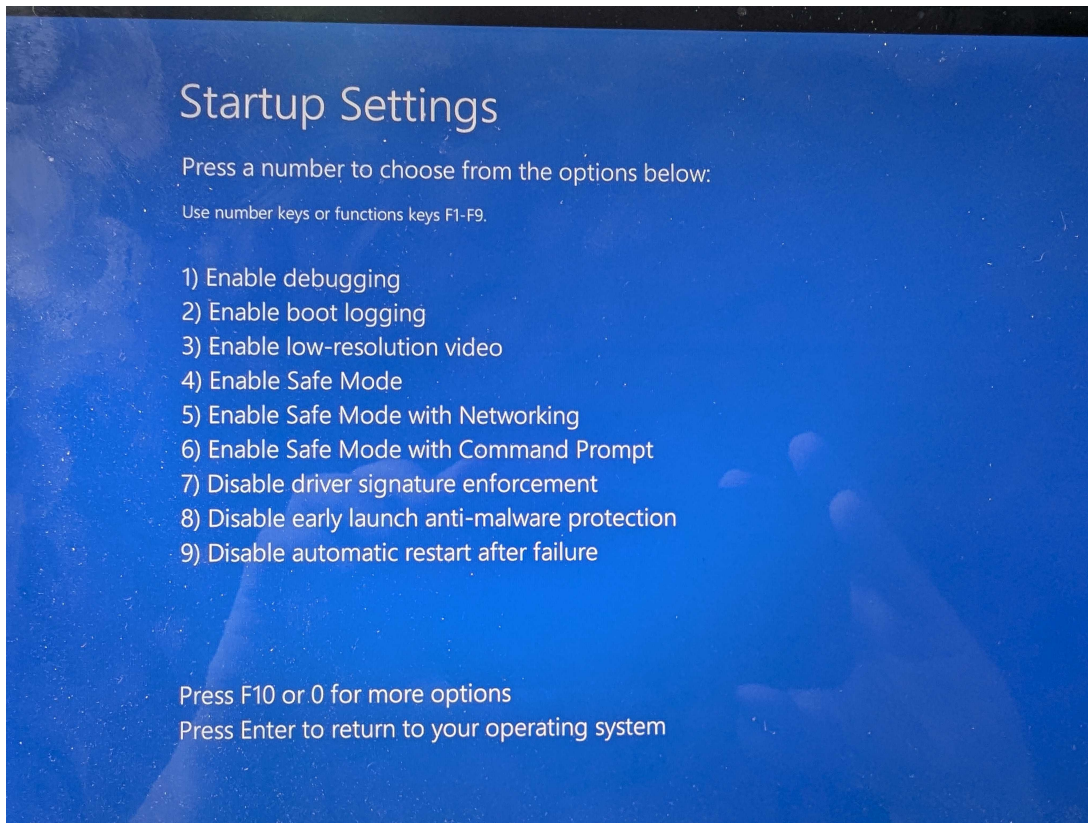 Startup Settings
Press a number to choose from the options below:
Use number keys or functions keys F1-F9.
1) Enable debugging
2) Enable boot logging
3) Enable low-resolution video
4) Enable Safe Mode
5) Enable Safe Mode with Networking
6) Enable Safe Mode with Command Prompt
7) Disable driver signature enforcement
8) Disable early launch anti-malware protection
9) Disable automatic restart after failure
Press F10 or 0 for more options
Press Enter to return to your operating system